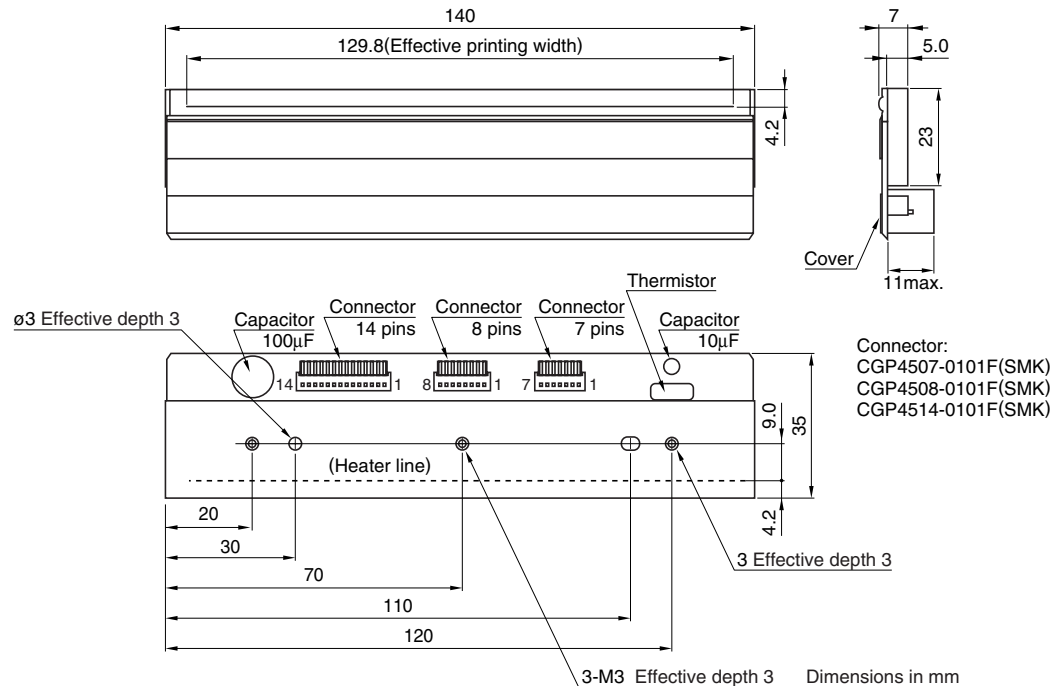 140
7
129.8(Effective printing width)
5.0
4.2
23
Cover
11max.
Thermistor
ø3 Effective depth 3
Capacitor
100μF
Connector
14 pins
Connector
8 pins
Connector
7 pins
Capacitor
10μF
Connector:
CGP4507-0101F(SMK)
CGP4508-0101F(SMK)
CGP4514-0101F(SMK)
14
1
8
1
7
1
9.0
35
(Heater line)
4.2
20
30
3 Effective depth 3
70
110
120
3-M3 Effective depth 3
Dimensions in mm